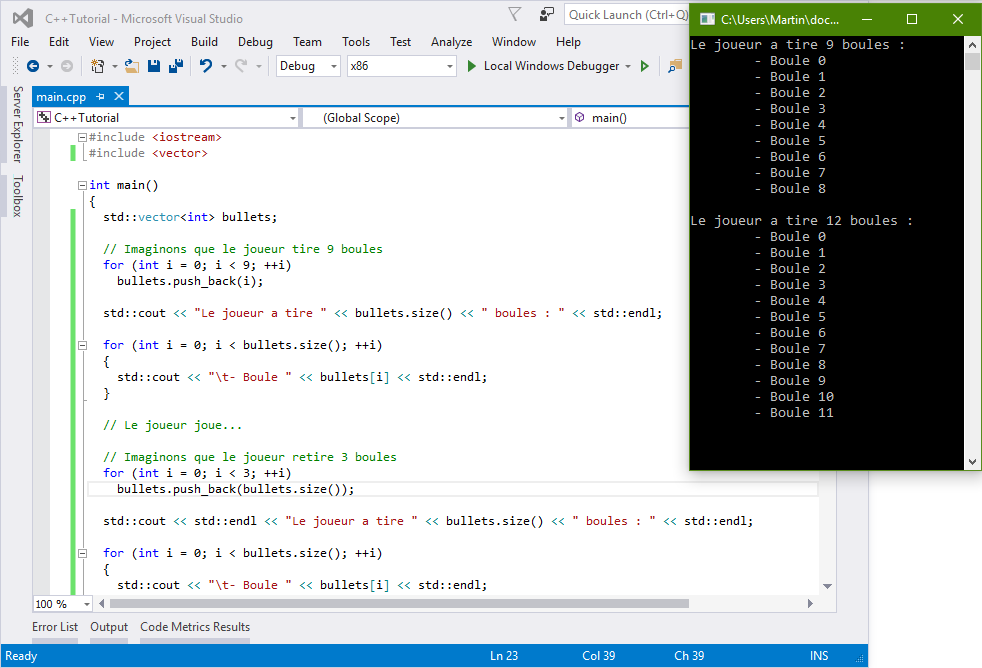 C++Tutorial - Microsoft Visual Studio
Quick Launch (Ctrl+Q)
File Edit View Project Build Debug Team Tools Test Analyze Window Help
Debug x86 Local Windows Debugger
Server Explorer
Toolbox
main.cpp
C++Tutorial (Global Scope) main()
#include <iostream>
#include <vector>
int main()
{
std::vector<int> bullets;
// Imaginons que le joueur tire 9 boules
for (int i = 0; i < 9; ++i)
bullets.push_back(i);
std::cout << "Le joueur a tire " << bullets.size() << " boules : " << std::endl;
for (int i = 0; i < bullets.size(); ++i)
{
std::cout << "\t- Boule " << bullets[i] << std::endl;
}
// Le joueur joue...
// Imaginons que le joueur retire 3 boules
for (int i = 0; i < 3; ++i)
bullets.push_back(bullets.size());
std::cout << std::endl << "Le joueur a tire " << bullets.size() << " boules : " << std::endl;
for (int i = 0; i < bullets.size(); ++i)
{
std::cout << "\t- Boule " << bullets[i] << std::endl;
100 %
Error List Output Code Metrics Results
Ready Ln 23 Col 39 Ch 39 INS
C:\Users\Martin\doc...
Le joueur a tire 9 boules :
- Boule 0
- Boule 1
- Boule 2
- Boule 3
- Boule 4
- Boule 5
- Boule 6
- Boule 7
- Boule 8
Le joueur a tire 12 boules :
- Boule 0
- Boule 1
- Boule 2
- Boule 3
- Boule 4
- Boule 5
- Boule 6
- Boule 7
- Boule 8
- Boule 9
- Boule 10
- Boule 11